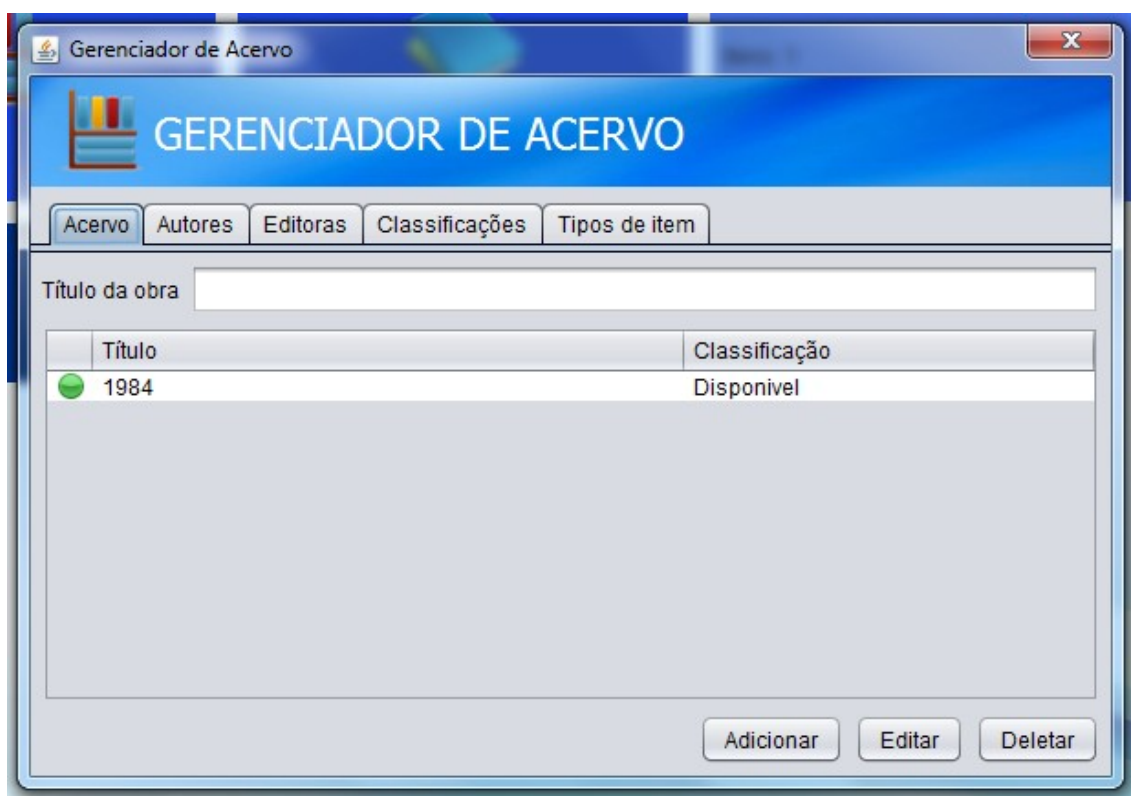 Gerenciador de Acervo
GERENCIADOR DE ACERVO
Acervo Autores Editoras Classificações Tipos de item
Título da obra
Título Classificação
1984 Disponivel
Adicionar Editar Deletar